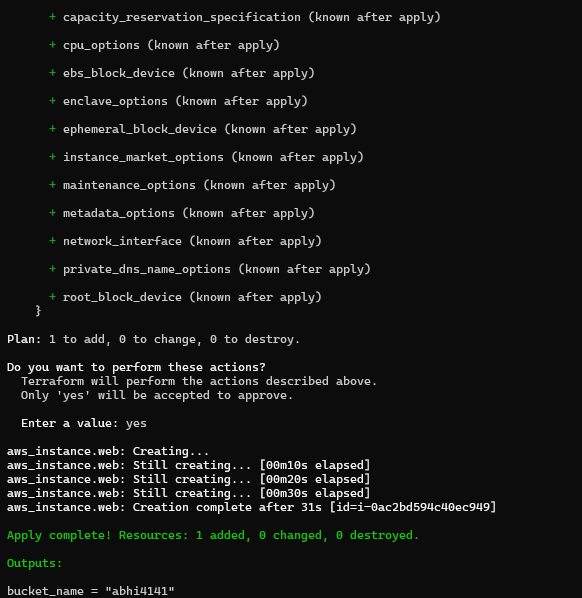 + capacity_reservation_specification (known after apply)
+ cpu_options (known after apply)
+ ebs_block_device (known after apply)
+ enclave_options (known after apply)
+ ephemeral_block_device (known after apply)
+ instance_market_options (known after apply)
+ maintenance_options (known after apply)
+ metadata_options (known after apply)
+ network_interface (known after apply)
+ private_dns_name_options (known after apply)
+ root_block_device (known after apply)
}
Plan: 1 to add, 0 to change, 0 to destroy.
Do you want to perform these actions?
Terraform will perform the actions described above.
Only 'yes' will be accepted to approve.
Enter a value: yes
aws_instance.web: Creating...
aws_instance.web: Still creating... [00m10s elapsed]
aws_instance.web: Still creating... [00m20s elapsed]
aws_instance.web: Still creating... [00m30s elapsed]
aws_instance.web: Creation complete after 31s [id=i-0ac2bd594c40ec949]
Apply complete! Resources: 1 added, 0 changed, 0 destroyed.
Outputs:
bucket_name = "abhi4141"